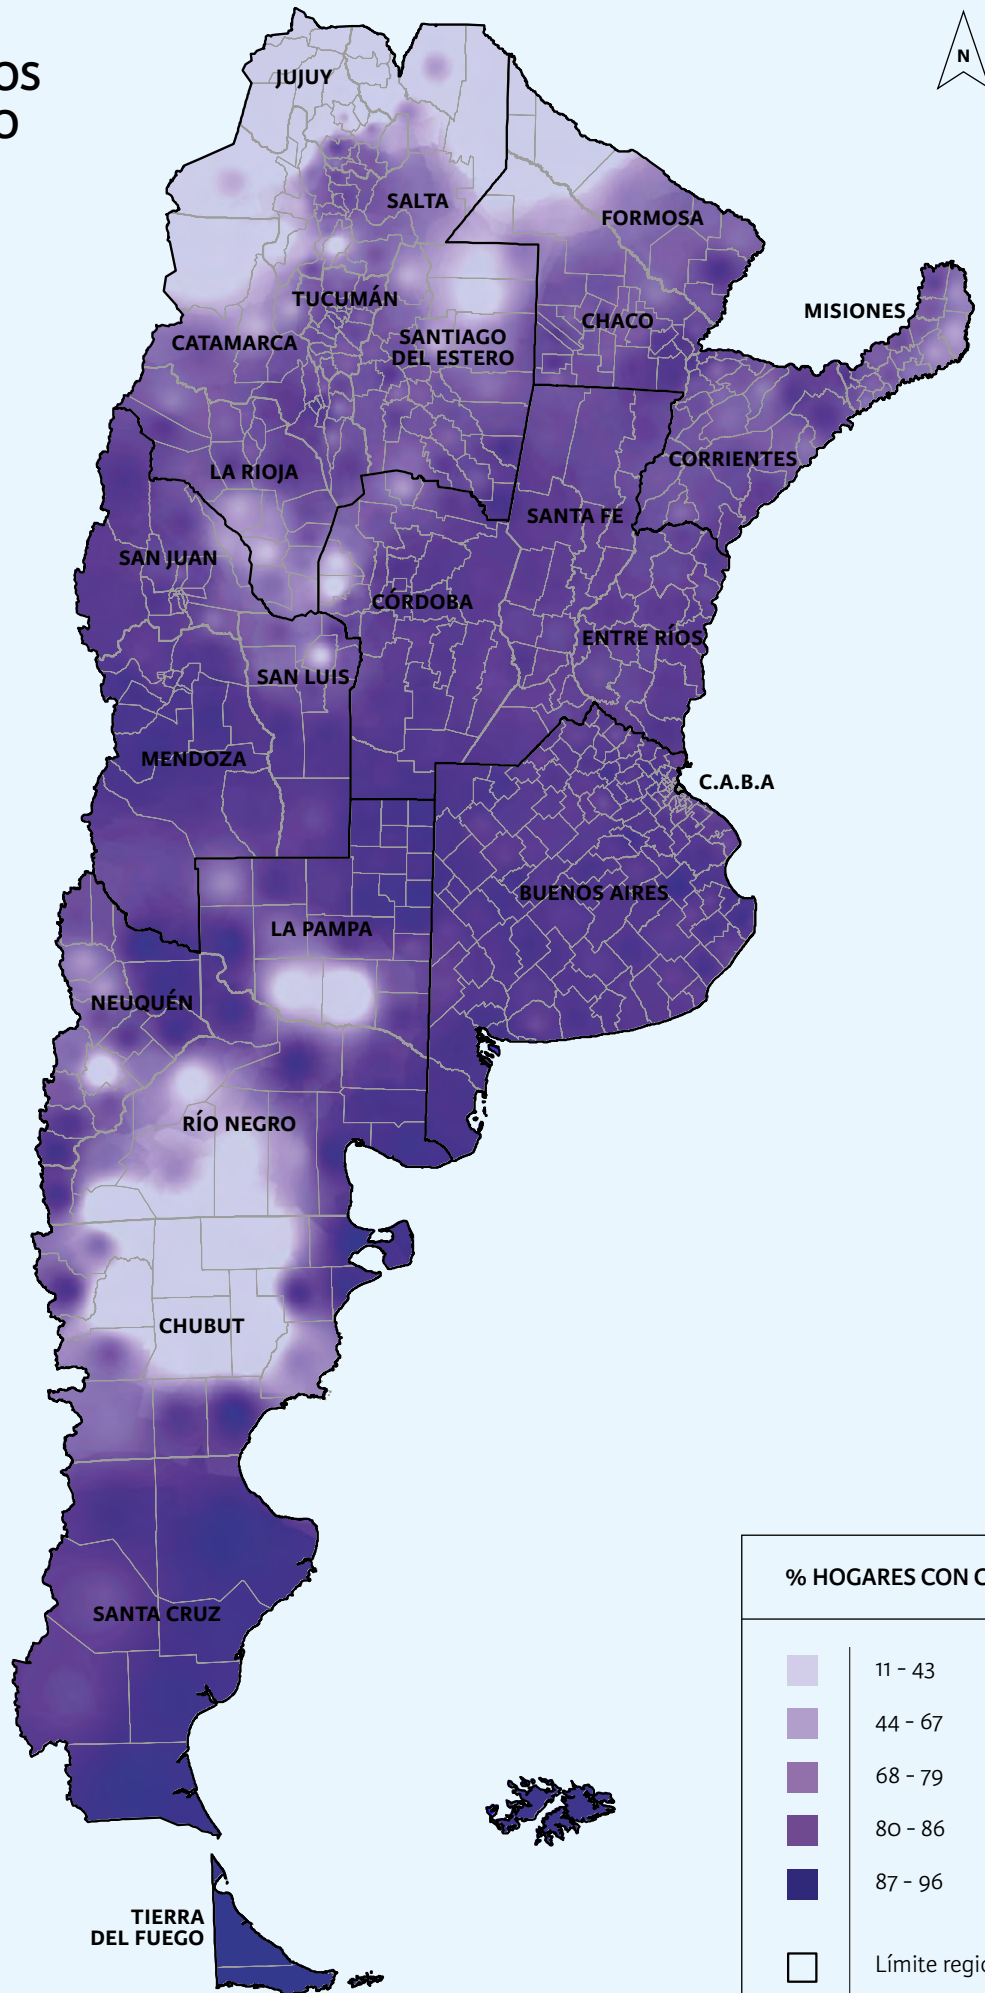 OS
O
N
JUJUY
SALTA
FORMOSA
MISIONES
TUCUMÁN
CHACO
CATAMARCA
SANTIAGO
DEL ESTERO
CORRIENTES
LA RIOJA
SANTA FE
SAN JUAN
CÓRDOBA
ENTRE RÍOS
SAN LUIS
MENDOZA
C.A.B.A
BUENOS AIRES
LA PAMPA
NEUQUÉN
RÍO NEGRO
CHUBUT
SANTA CRUZ
TIERRA
DEL FUEGO
% HOGARES CON C
11 - 43
44 - 67
68 - 79
80 - 86
87 - 96
Límite regio